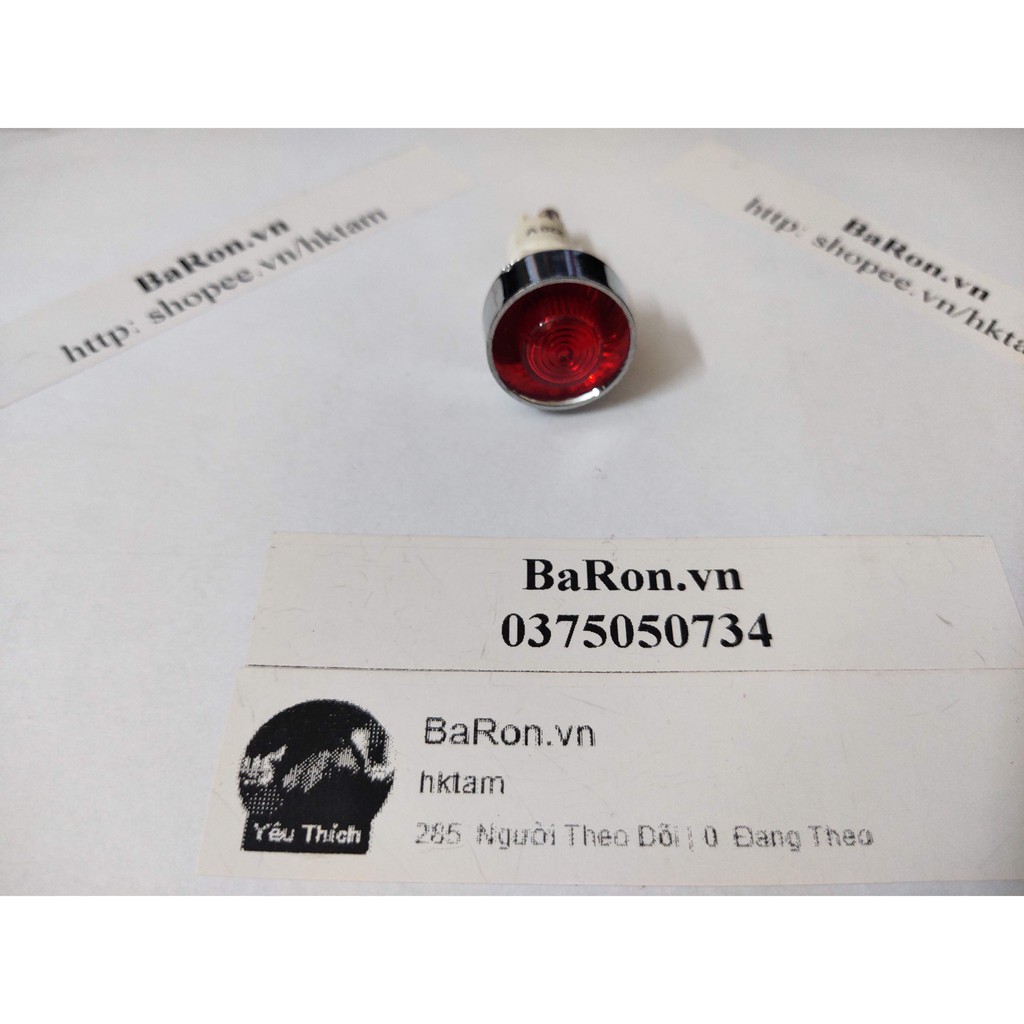 BaRon.vn
http: shopee.vn/hktam
BaRon.vn
http: shopee.vn/hktam
BaRon.vn
0375050734
BaRon.vn
hktam
Yêu Thích
285 Người Theo Dõi | 0 Đang Theo